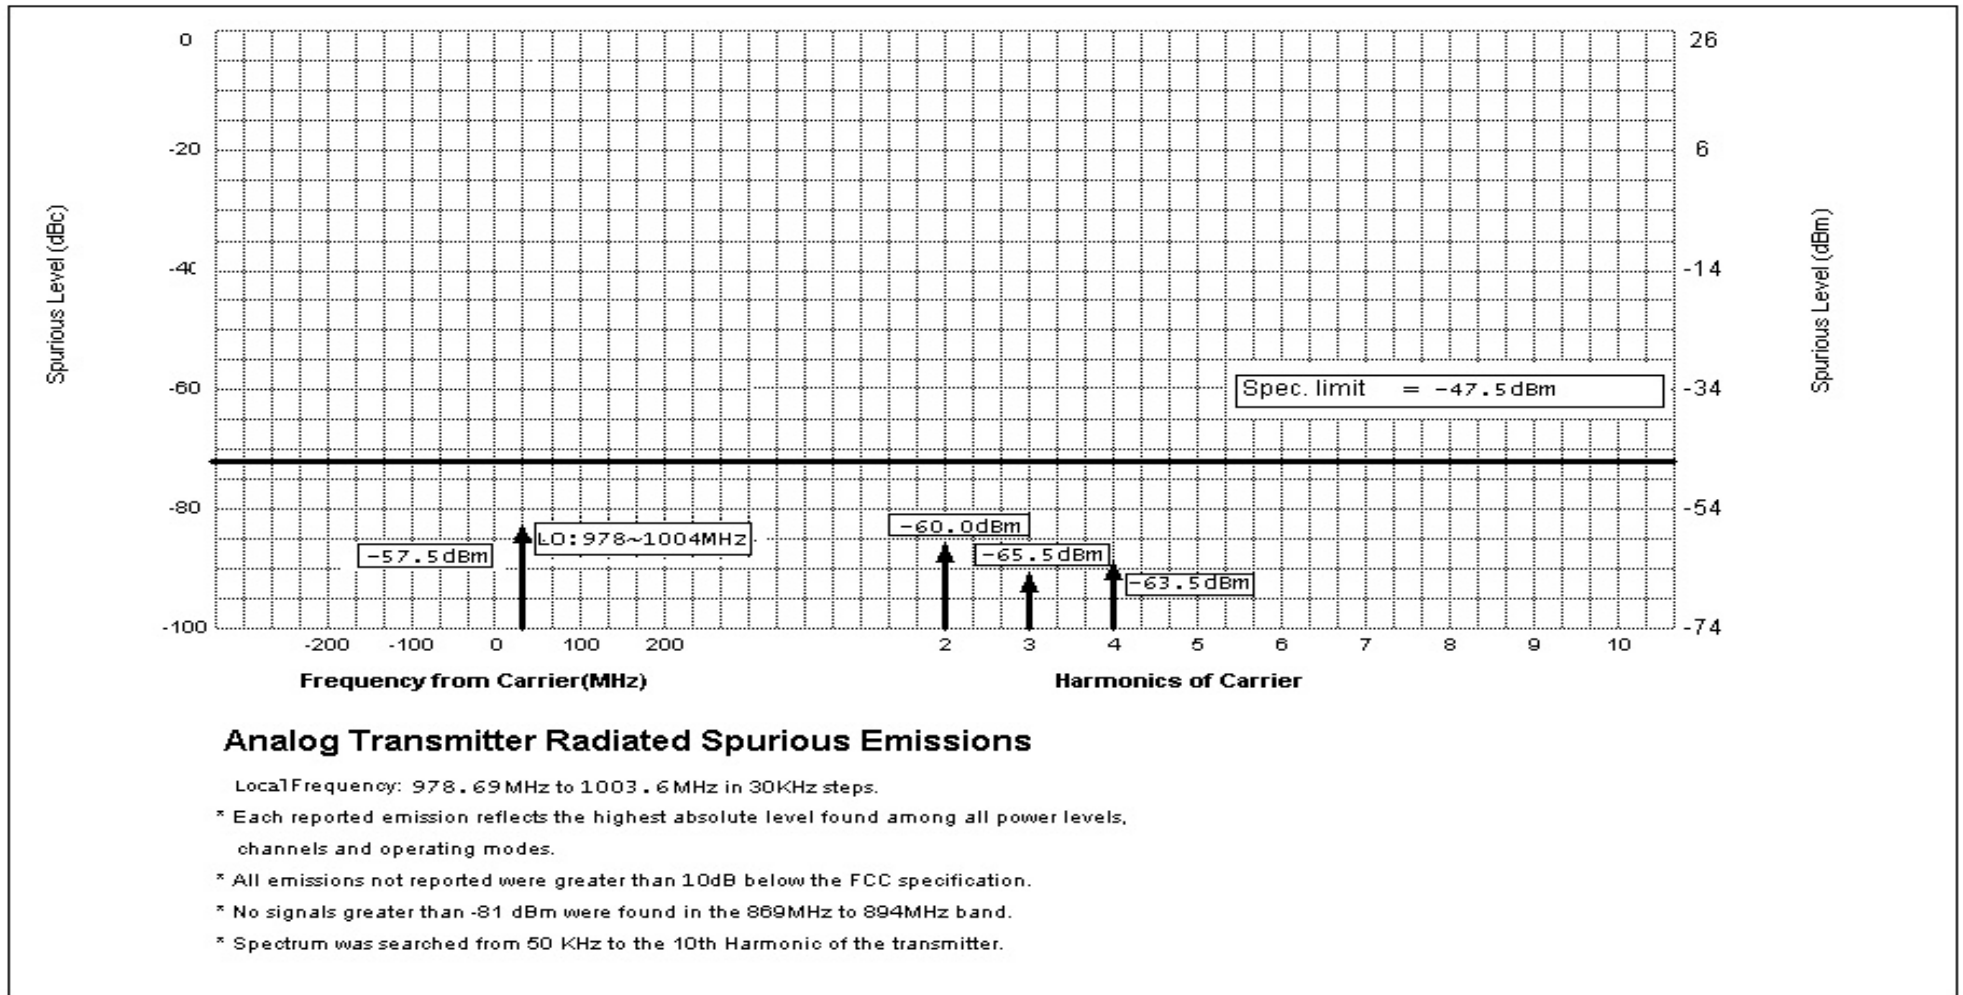 0
26
-20
6
Spurious Level (dBc)
Spurious Level (dBm)
-40
-14
-60
Spec. limit = -47.5dBm
-34
-80
-54
-60.0dBm
LO:978~1004MHz
-57.5dBm
-65.5dBm
-63.5dBm
-100
-74
-200 -100 0 100 200 2 3 4 5 6 7 8 9 10
Frequency from Carrier(MHz) Harmonics of Carrier
Analog Transmitter Radiated Spurious Emissions
Local Frequency: 978.69MHz to 1003.6MHz in 30KHz steps.
* Each reported emission reflects the highest absolute level found among all power levels,
channels and operating modes.
* All emissions not reported were greater than 10dB below the FCC specification.
* No signals greater than -81 dBm were found in the 869MHz to 894MHz band.
* Spectrum was searched from 50 KHz to the 10th Harmonic of the transmitter.